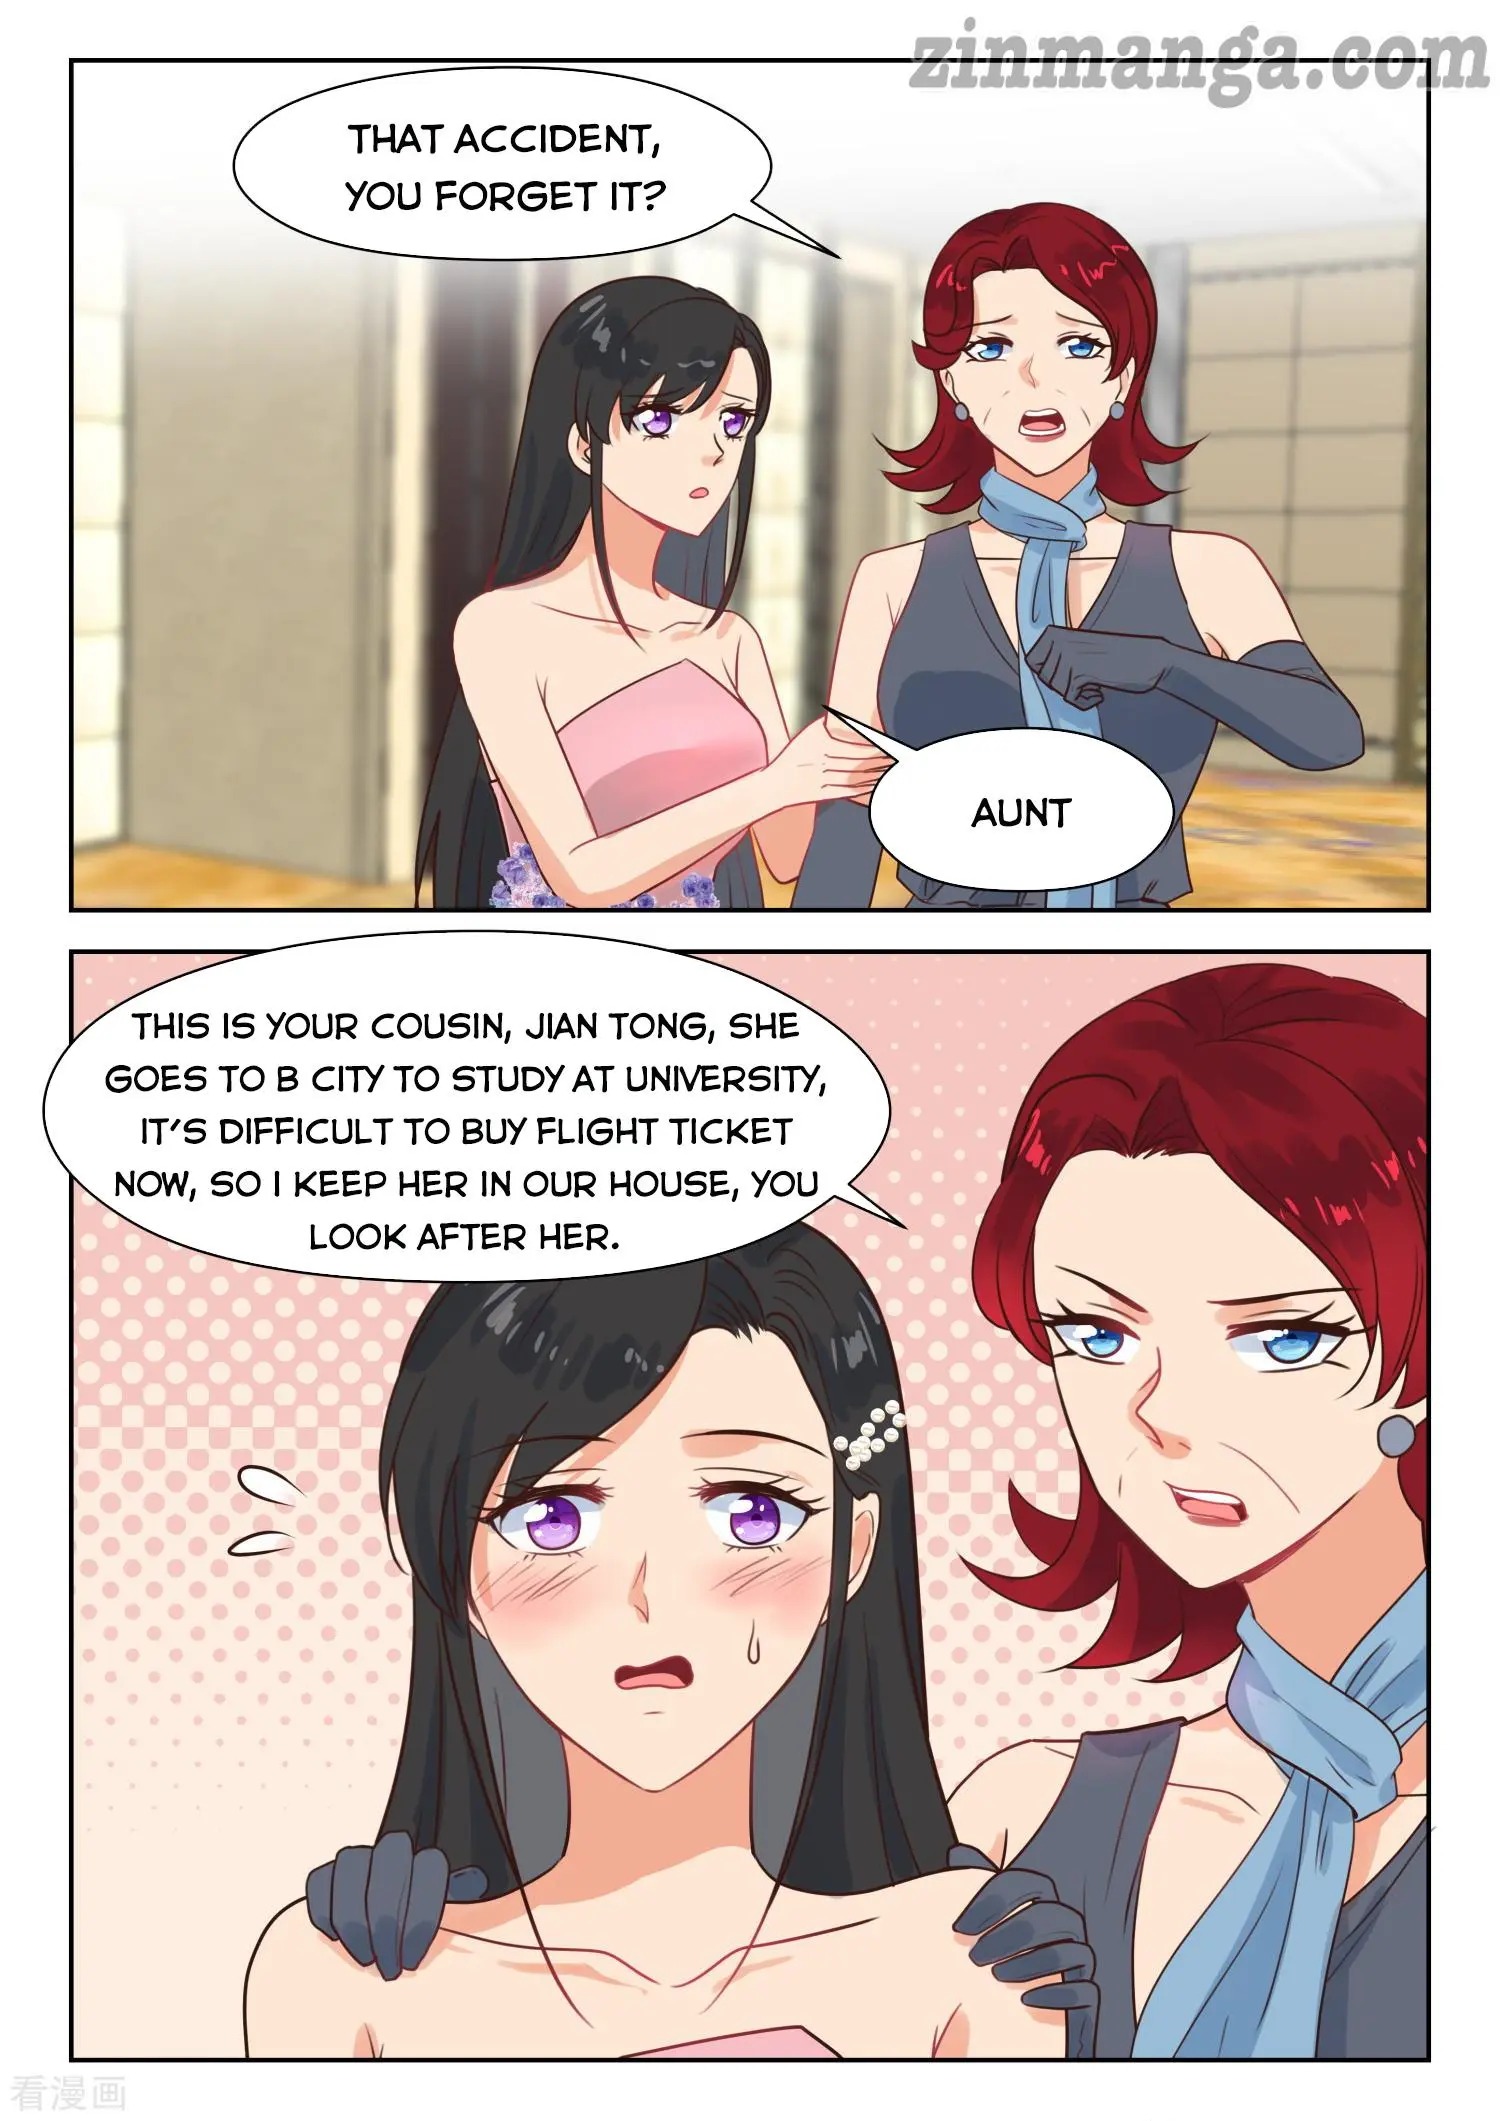 zinmanga.com
THAT ACCIDENT,
YOU FORGET IT?
AUNT
THIS IS YOUR COUSIN, JIAN TONG, SHE
GOES TO B CITY TO STUDY AT UNIVERSITY,
IT'S DIFFICULT TO BUY FLIGHT TICKET
NOW, SO I KEEP HER IN OUR HOUSE, YOU
LOOK AFTER HER.
看漫画